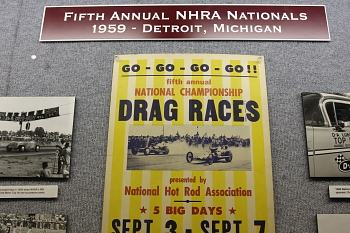 Fifth Annual NHRA Nationals
1959 - Detroit, Michigan
GO - GO - GO - GO!!
fifth annual
NATIONAL CHAMPIONSHIP
DRAG RACES
presented by
National Hot Rod Association
★ 5 BIG DAYS ★
SEPT. 3 - SEPT. 7